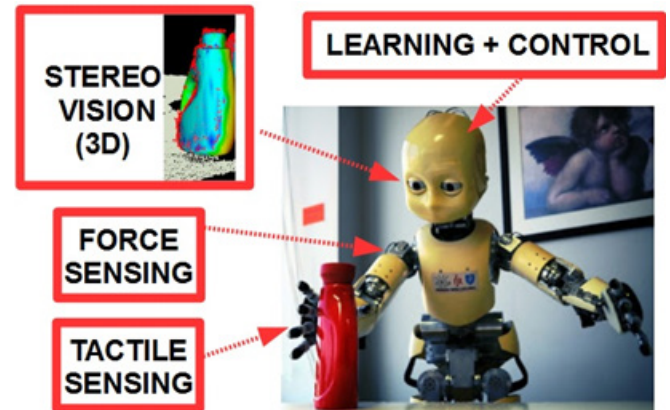 STEREO
VISION
(3D)
LEARNING + CONTROL
FORCE
SENSING
TACTILE
SENSING